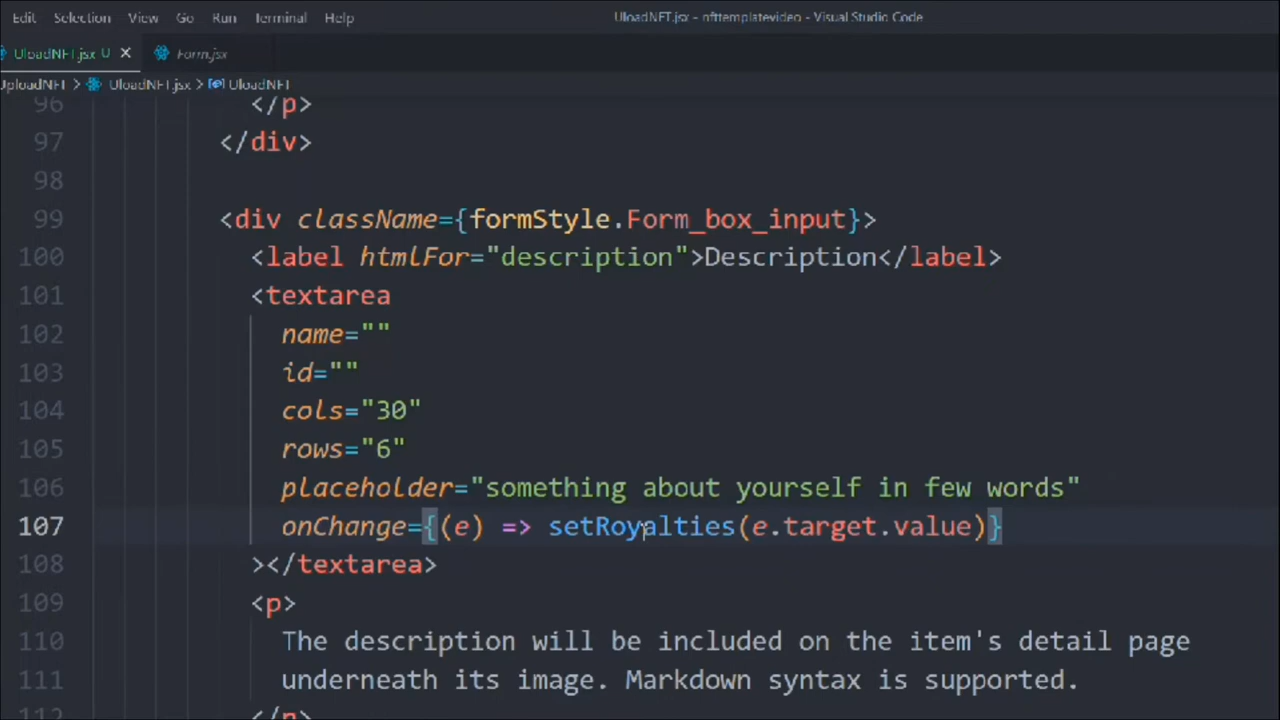 Edit Selection View Go Run Terminal Help UloadNFT.jsx - nfttemplatevideo - Visual Studio Code
UloadNFT.jsx U Form.jsx
UploadNFT > UloadNFT.jsx > UloadNFT
96 </p>
97 </div>
98
99 <div className={formStyle.Form_box_input}>
100 <label htmlFor="description">Description</label>
101 <textarea
102 name=""
103 id=""
104 cols="30"
105 rows="6"
106 placeholder="something about yourself in few words"
107 onChange={(e) => setRoyalties(e.target.value)}
108 ></textarea>
109 <p>
110 The description will be included on the item's detail page
111 underneath its image. Markdown syntax is supported.
</p>